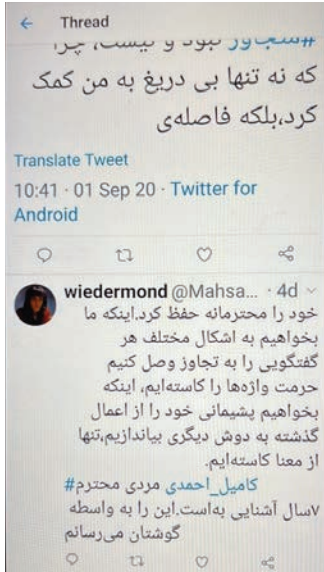 Thread
#متجاوز نبود و نیست، چرا
که نه تنها بی دریغ به من کمک
کرد،بلکه فاصله‌ی
Translate Tweet
10:41 · 01 Sep 20 · Twitter for
Android
wiedermond @Mahsa... · 4d
خود را محترمانه حفظ کرد.اینکه ما
بخواهیم به اشکال مختلف هر
گفتگویی را به تجاوز وصل کنیم
حرمت واژه‌ها را کاسته‌ایم، اینکه
بخواهیم پشیمانی خود را از اعمال
گذشته به دوش دیگری بیاندازیم،تنها
از معنا کاسته‌ایم.
#کامیل_احمدی مردی محترم
۷سال آشنایی به‌است.این را به واسطه
گوشتان می‌رسانم